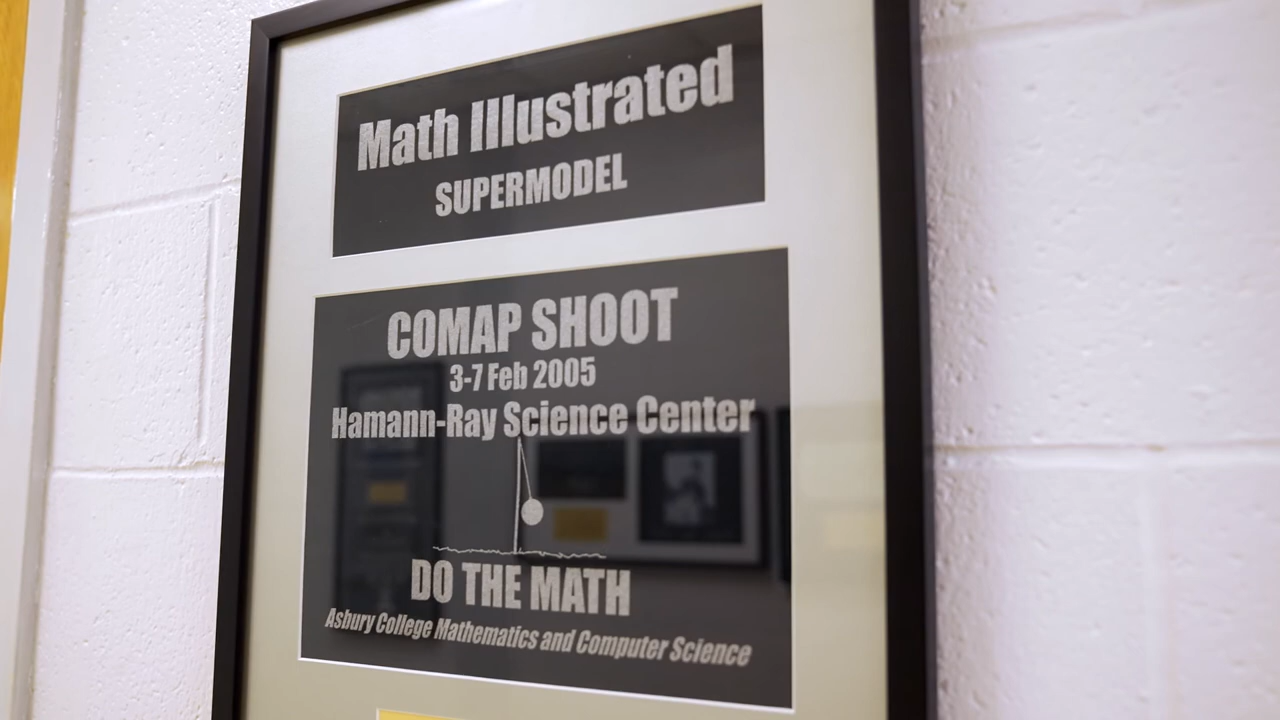 Math Illustrated
SUPERMODEL
COMAP SHOOT
3-7 Feb 2005
Hamann-Ray Science Center
DO THE MATH
Asbury College Mathematics and Computer Science